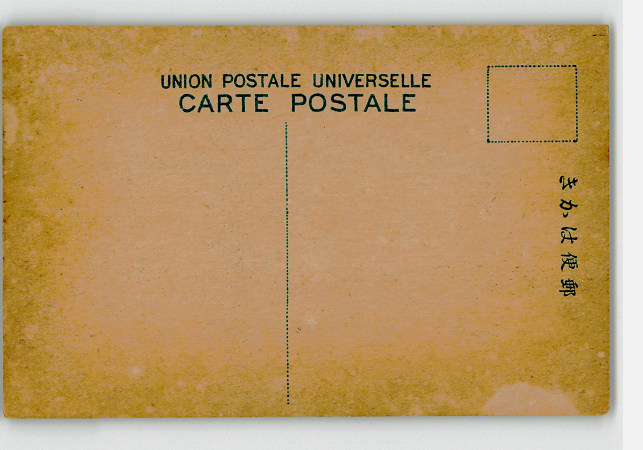 UNION POSTALE UNIVERSELLE
CARTE POSTALE
郵便はかき